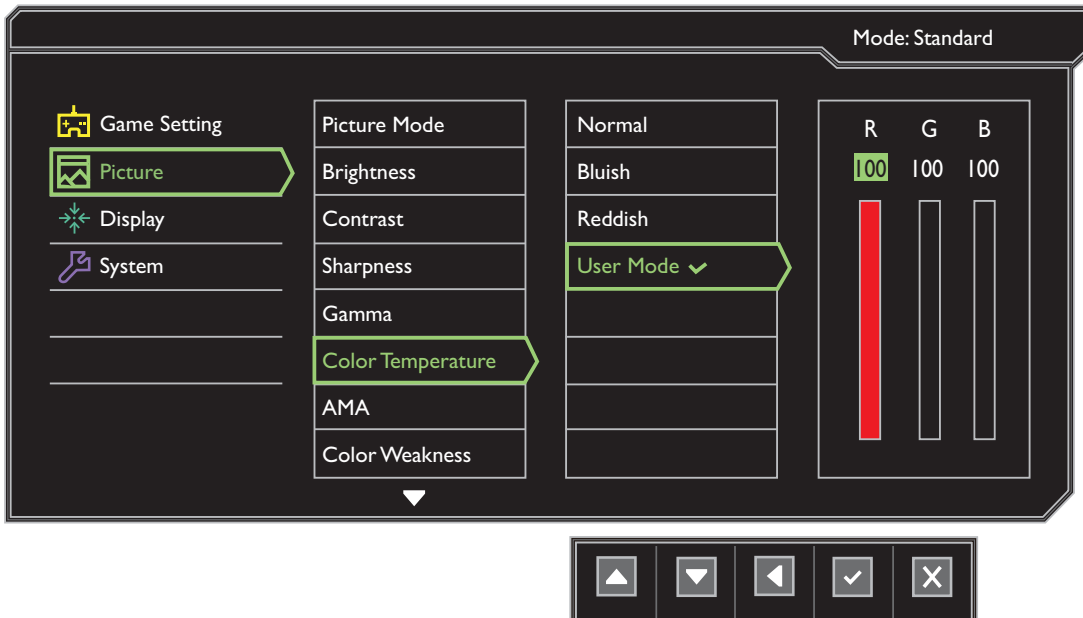 Mode: Standard
Game Setting
Picture
Display
System
Picture Mode
Brightness
Contrast
Sharpness
Gamma
Color Temperature
AMA
Color Weakness
Normal
Bluish
Reddish
User Mode
R G B
100 100 100